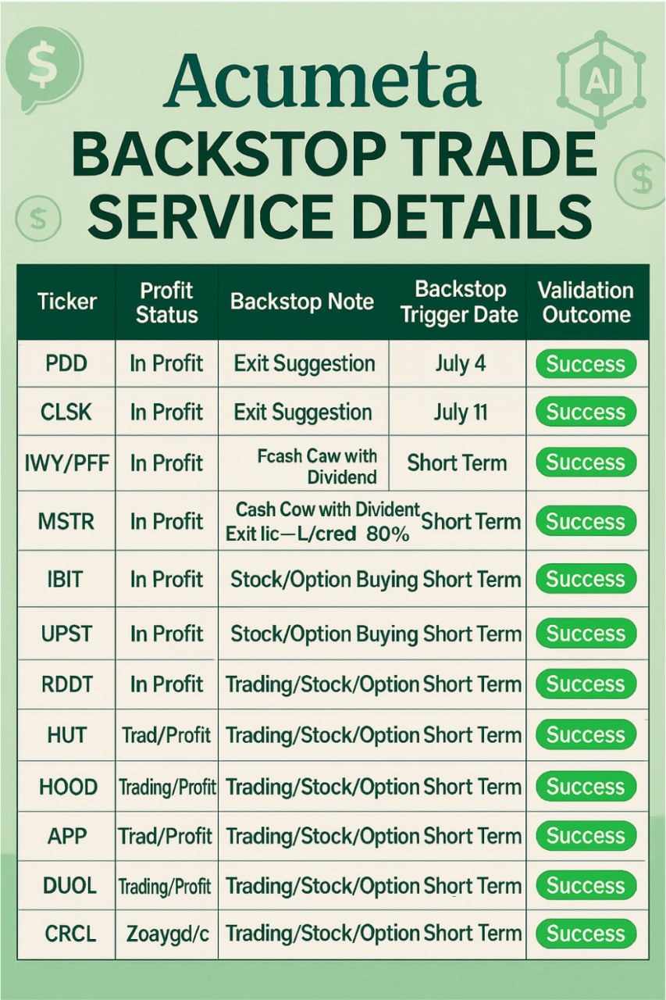 $
AI
Acumeta
$
BACKSTOP TRADE
$
SERVICE DETAILS
Ticker Profit Status Backstop Note Backstop Trigger Date Validation Outcome
PDD In Profit Exit Suggestion July 4 Success
CLSK In Profit Exit Suggestion July 11 Success
IWY/PFF In Profit Fcash Caw with Dividend Short Term Success
MSTR In Profit Cash Cow with Divident Exit lic—L/cred 80% Short Term Success
IBIT In Profit Stock/Option Buying Short Term Success
UPST In Profit Stock/Option Buying Short Term Success
RDDT In Profit Trading/Stock/Option Short Term Success
HUT Trad/Profit Trading/Stock/Option Short Term Success
HOOD Trading/Profit Trading/Stock/Option Short Term Success
APP Trad/Profit Trading/Stock/Option Short Term Success
DUOL Trading/Profit Trading/Stock/Option Short Term Success
CRCL Zoaygd/c Trading/Stock/Option Short Term Success